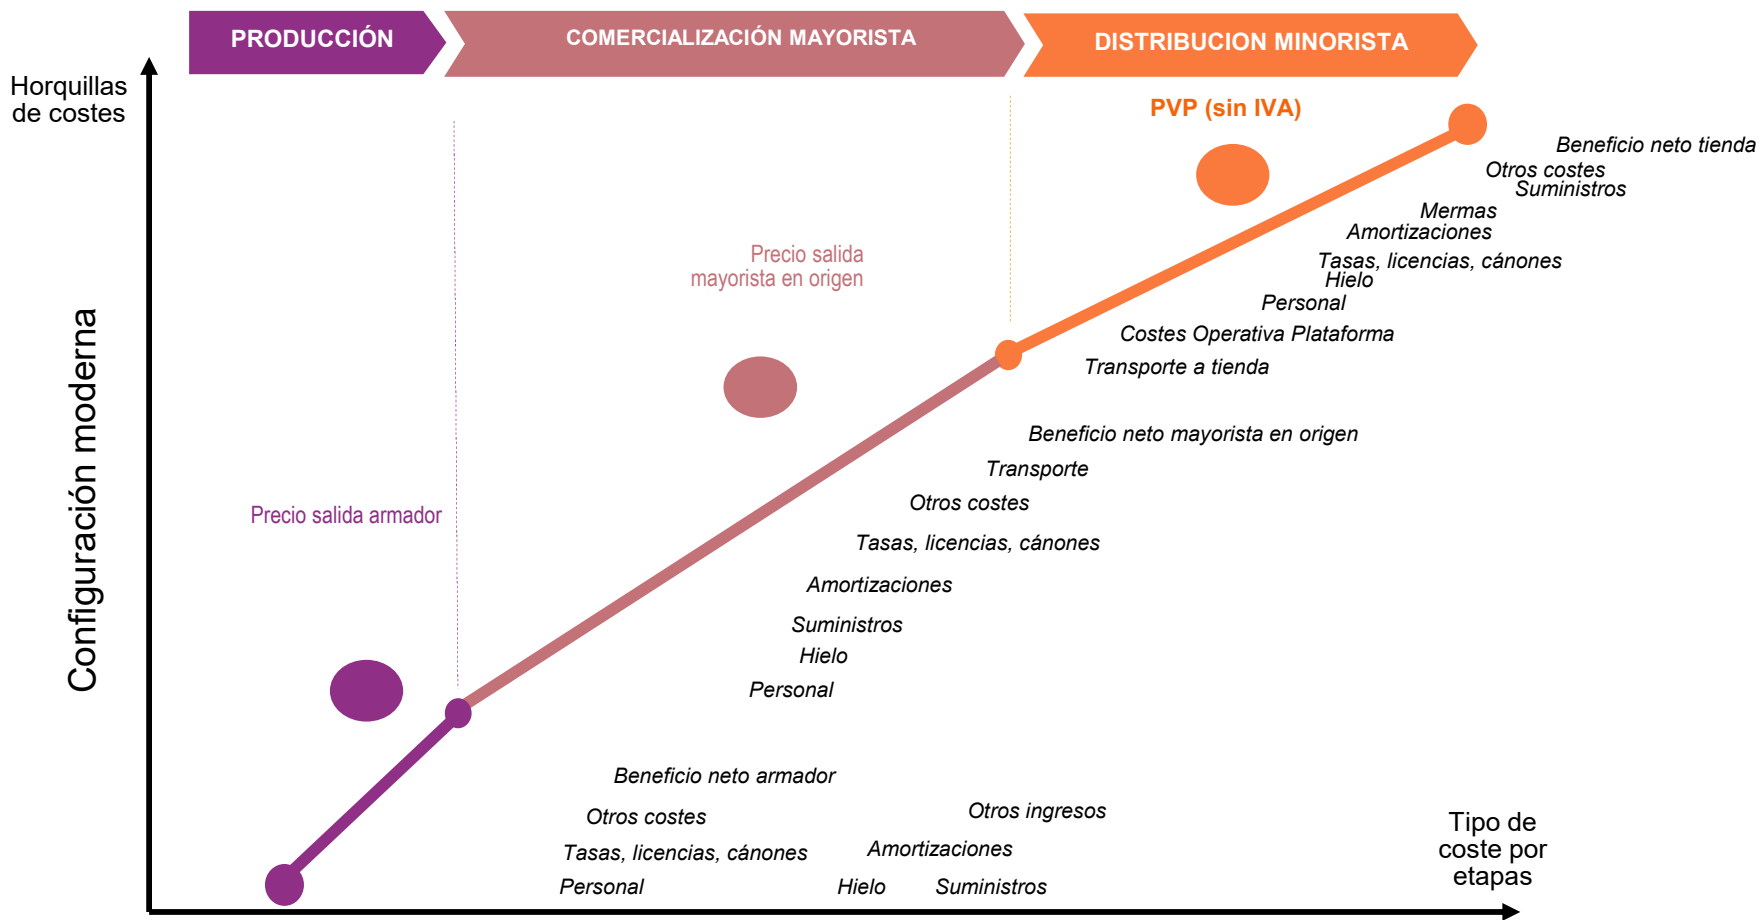 PRODUCCIÓN
COMERCIALIZACIÓN MAYORISTA
DISTRIBUCION MINORISTA
Horquillas
de costes
PVP (sin IVA)
Beneficio neto tienda
Otros costes
Suministros
Mermas
Amortizaciones
Tasas, licencias, cánones
Hielo
Personal
Costes Operativa Plataforma
Transporte a tienda
Precio salida
mayorista en origen
Configuración moderna
Beneficio neto mayorista en origen
Transporte
Otros costes
Tasas, licencias, cánones
Amortizaciones
Suministros
Hielo
Personal
Precio salida armador
Beneficio neto armador
Otros costes
Otros ingresos
Tasas, licencias, cánones
Amortizaciones
Personal
Hielo
Suministros
Tipo de
coste por
etapas